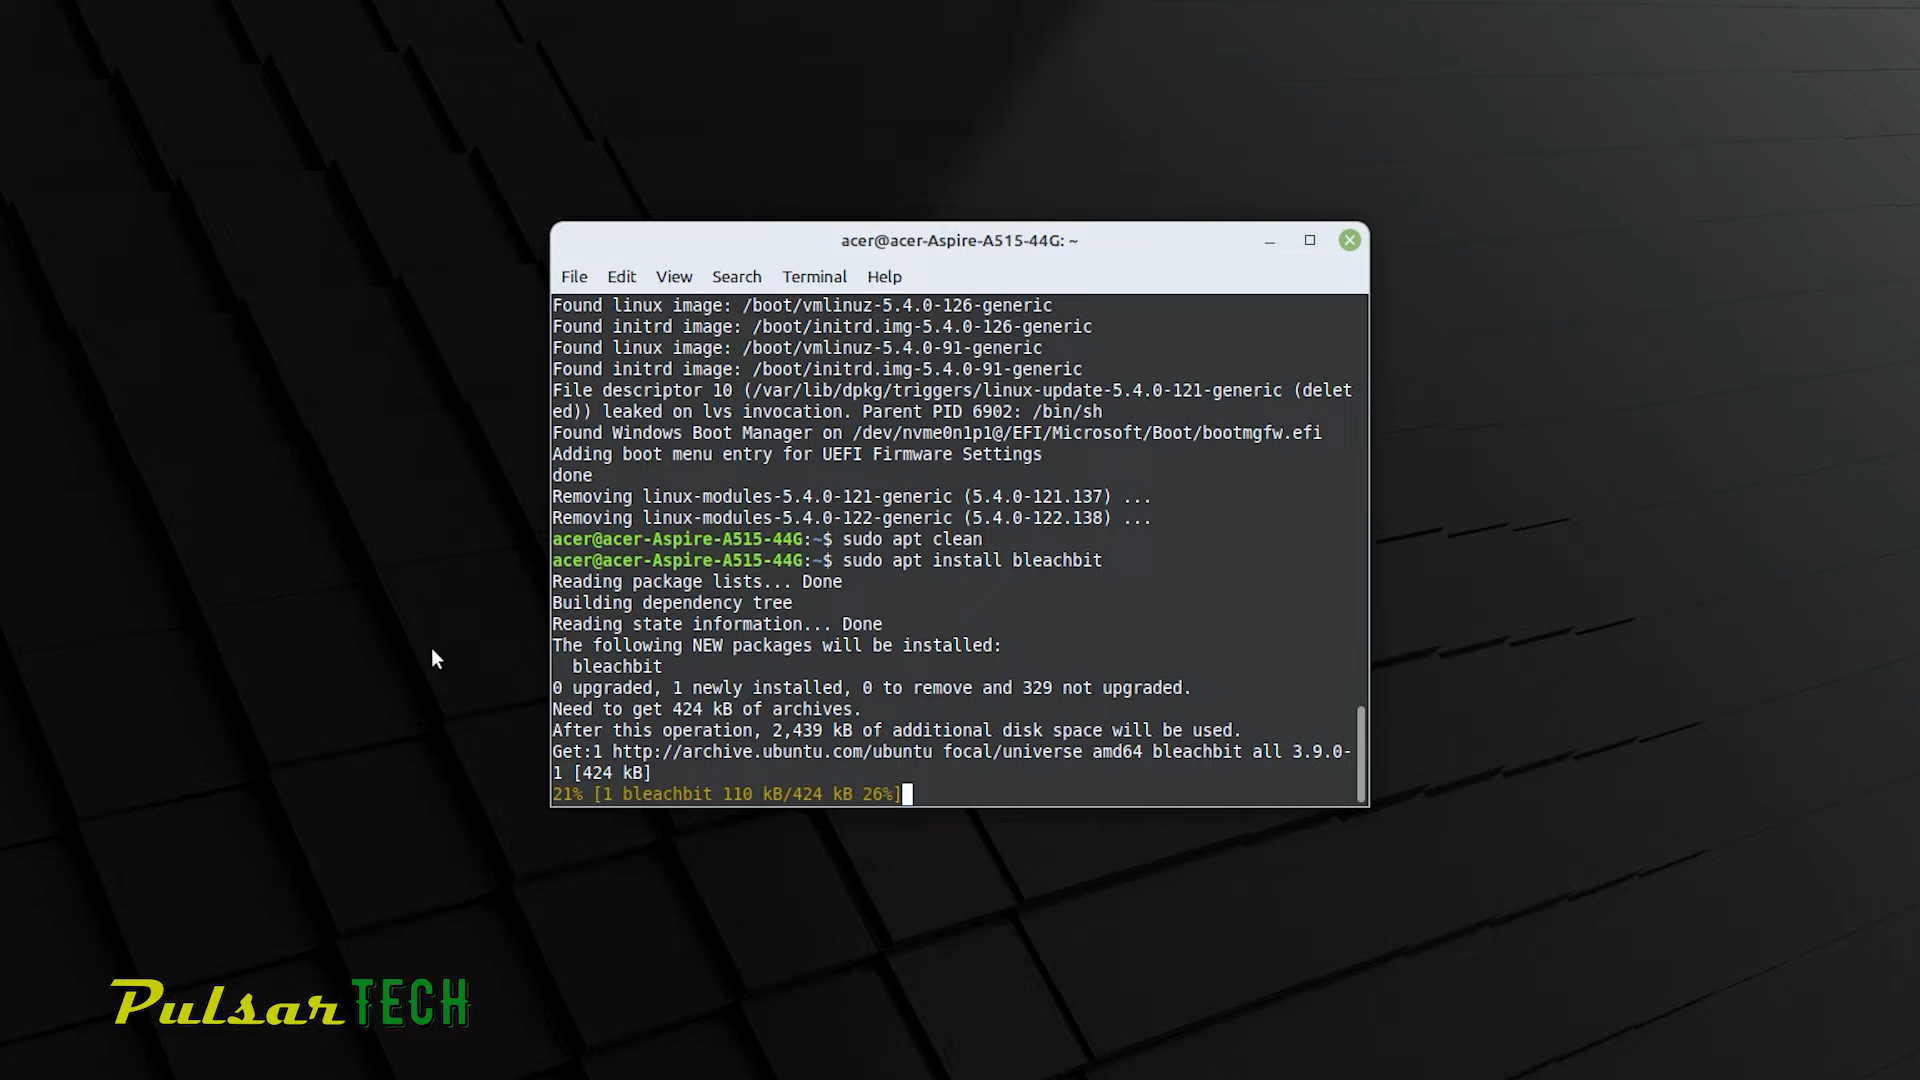 acer@acer-Aspire-A515-44G: ~
File Edit View Search Terminal Help
Found linux image: /boot/vmlinuz-5.4.0-126-generic
Found initrd image: /boot/initrd.img-5.4.0-126-generic
Found linux image: /boot/vmlinuz-5.4.0-91-generic
Found initrd image: /boot/initrd.img-5.4.0-91-generic
File descriptor 10 (/var/lib/dpkg/triggers/linux-update-5.4.0-121-generic (delet
ed)) leaked on lvs invocation. Parent PID 6902: /bin/sh
Found Windows Boot Manager on /dev/nvme0n1p1@/EFI/Microsoft/Boot/bootmgfw.efi
Adding boot menu entry for UEFI Firmware Settings
done
Removing linux-modules-5.4.0-121-generic (5.4.0-121.137) ...
Removing linux-modules-5.4.0-122-generic (5.4.0-122.138) ...
acer@acer-Aspire-A515-44G:~$ sudo apt clean
acer@acer-Aspire-A515-44G:~$ sudo apt install bleachbit
Reading package lists... Done
Building dependency tree
Reading state information... Done
The following NEW packages will be installed:
  bleachbit
0 upgraded, 1 newly installed, 0 to remove and 329 not upgraded.
Need to get 424 kB of archives.
After this operation, 2,439 kB of additional disk space will be used.
Get:1 http://archive.ubuntu.com/ubuntu focal/universe amd64 bleachbit all 3.9.0-
1 [424 kB]
21% [1 bleachbit 110 kB/424 kB 26%]
PulsarTECH